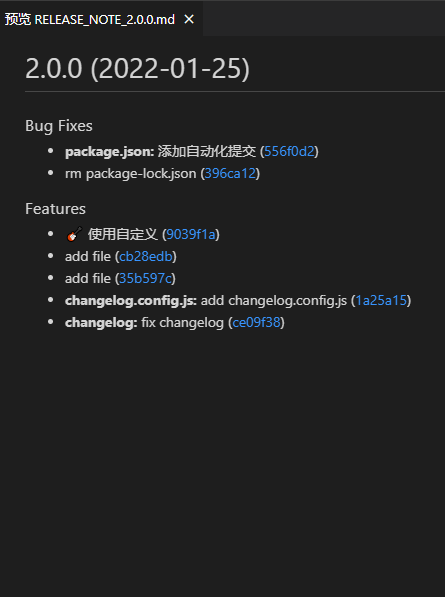 预览 RELEASE_NOTE_2.0.0.md ×
2.0.0 (2022-01-25)
Bug Fixes
• package.json: 添加自动化提交 (556f0d2)
• rm package-lock.json (396ca12)
Features
• 🎸 使用自定义 (9039f1a)
• add file (cb28edb)
• add file (35b597c)
• changelog.config.js: add changelog.config.js (1a25a15)
• changelog: fix changelog (ce09f38)